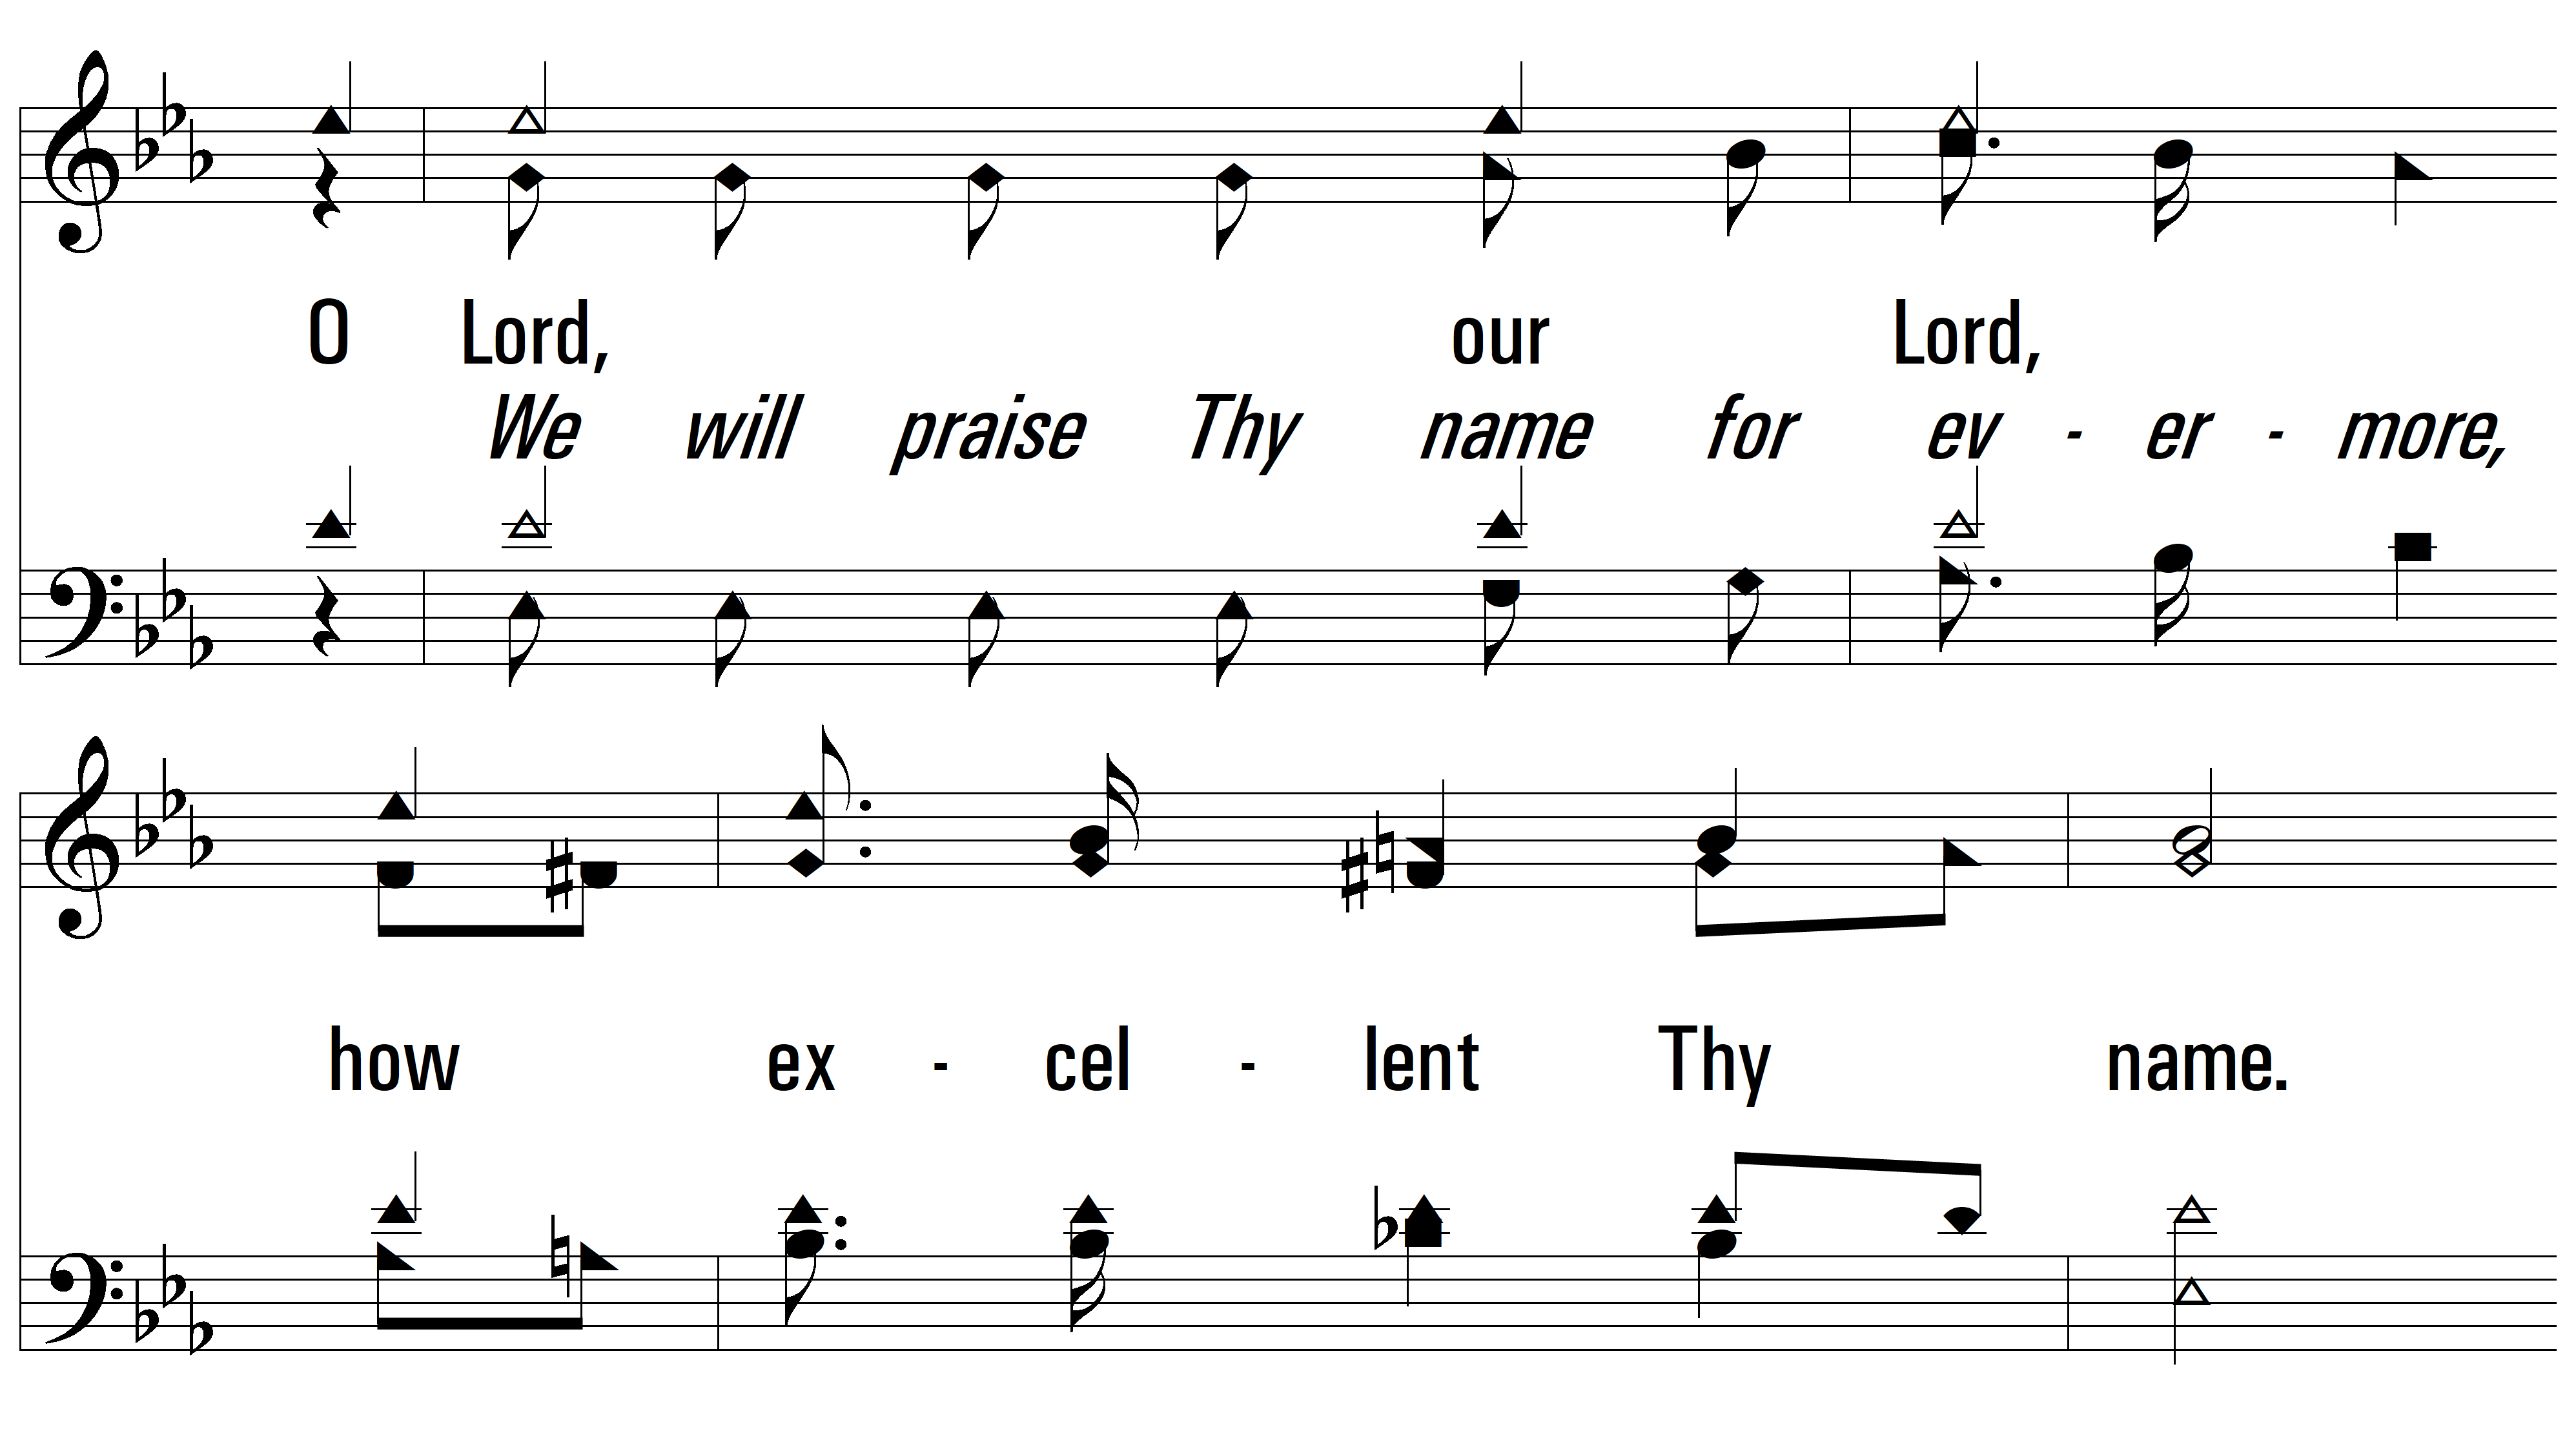 O Lord, our Lord,
We will praise Thy name for ev - er - more,
how ex - cel - lent Thy name.